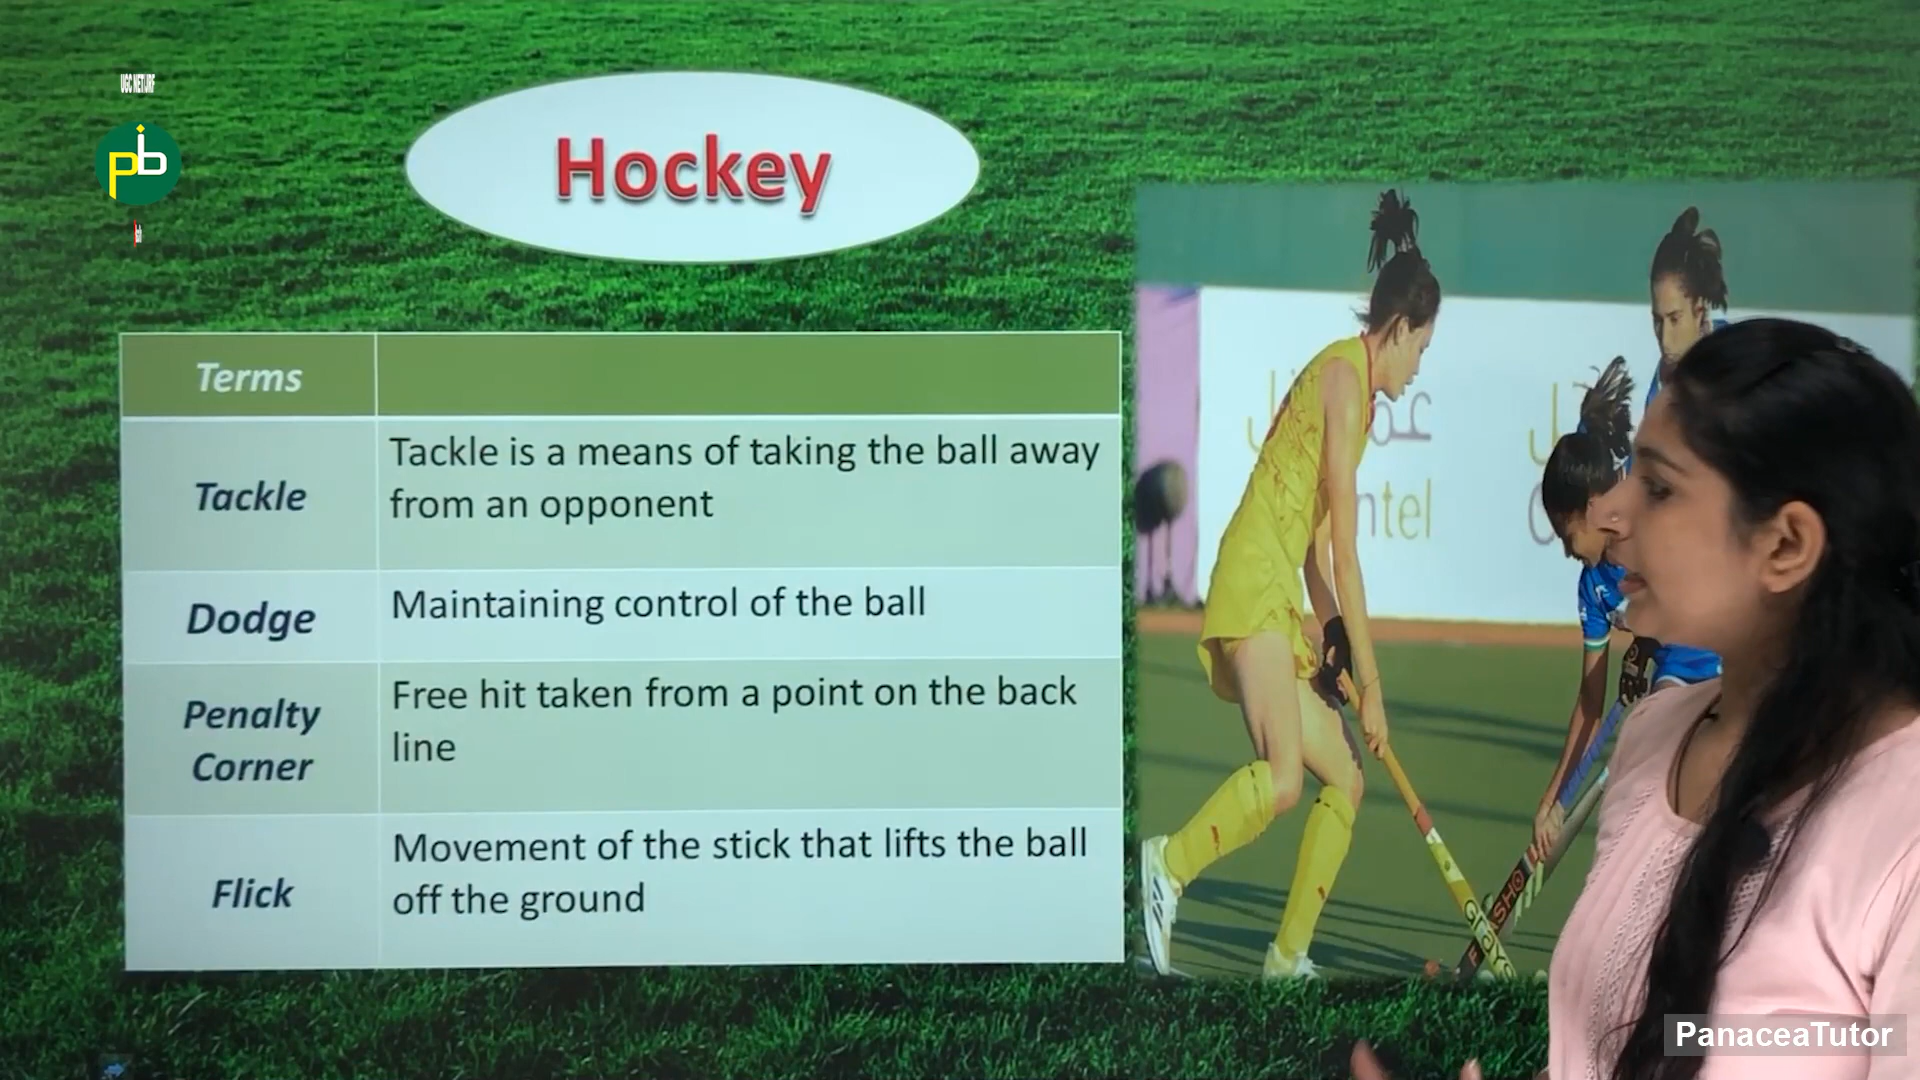 UGC NET/JRF
pb
Hockey
Terms
Tackle
Tackle is a means of taking the ball away
from an opponent
Dodge
Maintaining control of the ball
Penalty
Corner
Free hit taken from a point on the back
line
Flick
Movement of the stick that lifts the ball
off the ground
ntel
PanaceaTutor